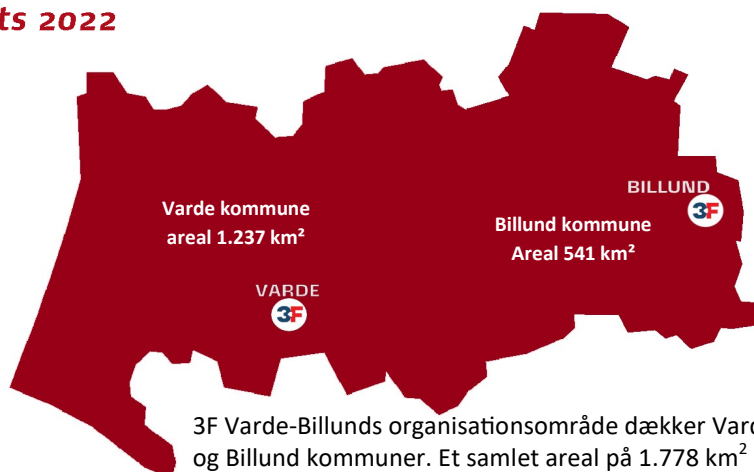 ts 2022
BILLUND
3F
Varde kommune
areal 1.237 km²
Billund kommune
Areal 541 km²
VARDE
3F
3F Varde-Billunds organisationsområde dækker Vard
og Billund kommuner. Et samlet areal på 1.778 km²